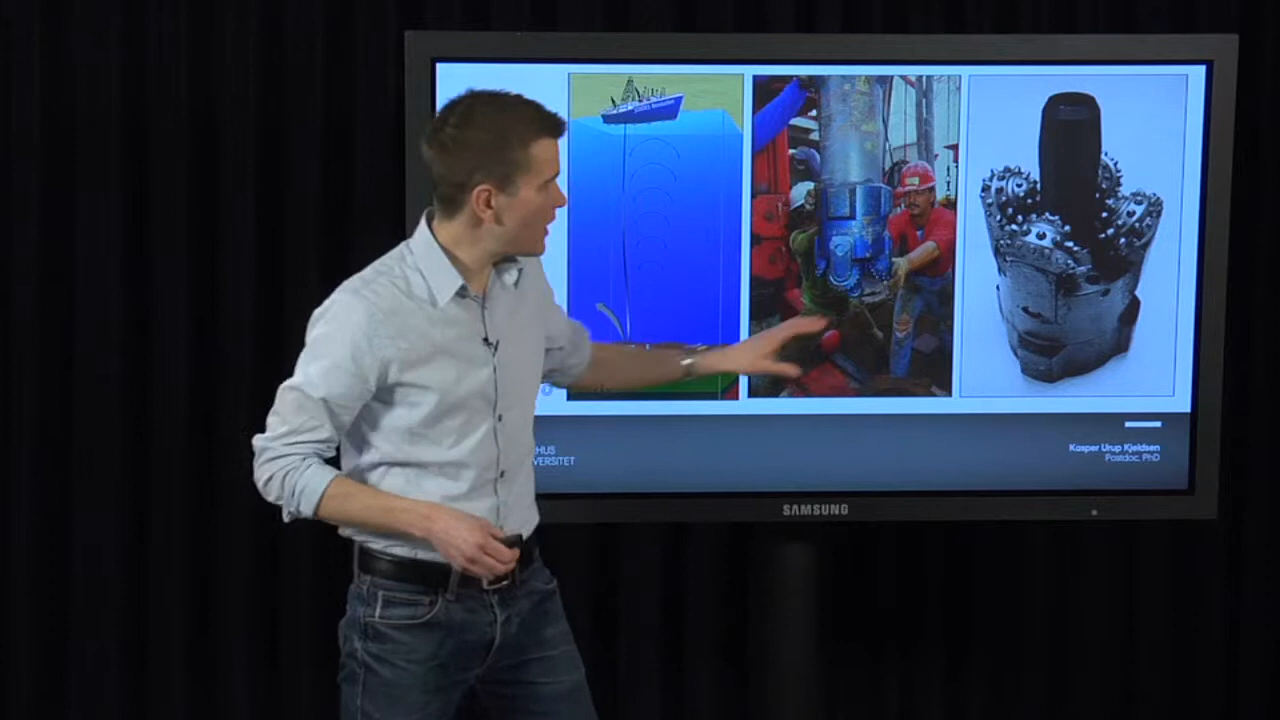 HUS
VERSITET
Kasper Urup Kjeldsen
Postdoc, PhD
SAMSUNG